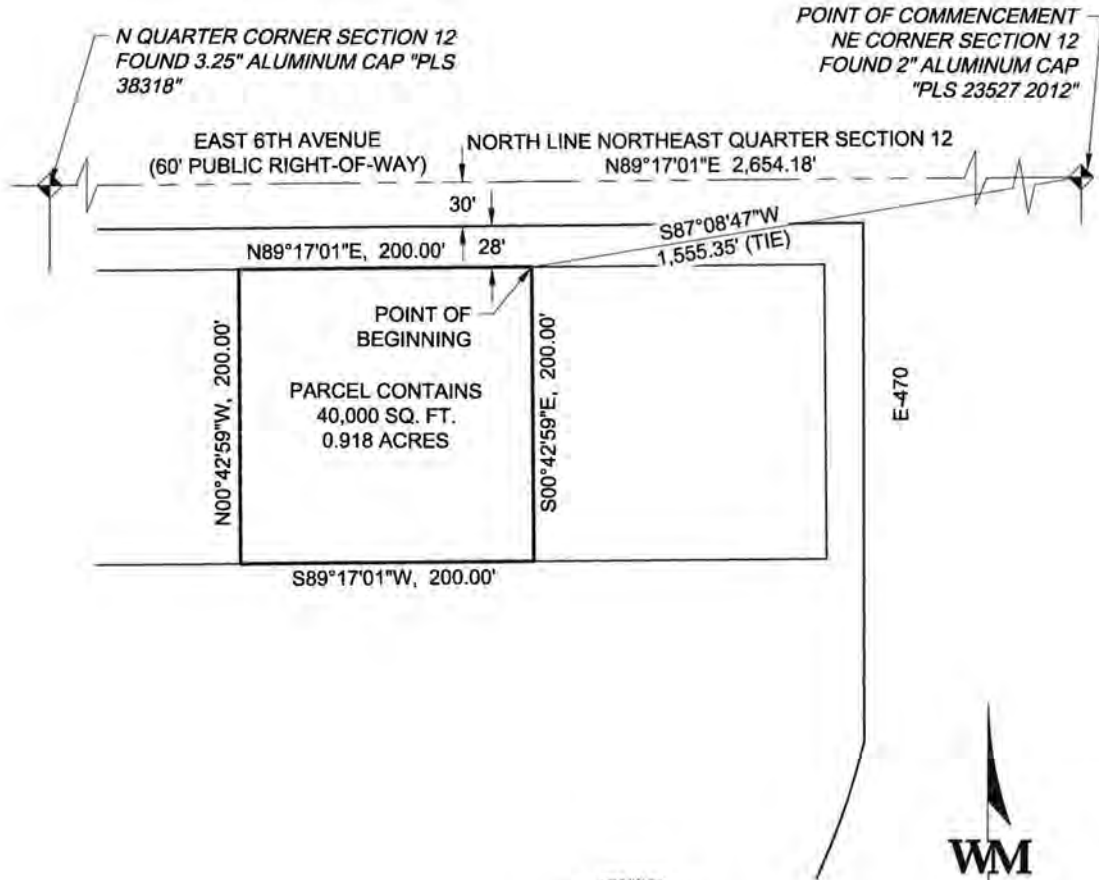 N QUARTER CORNER SECTION 12
FOUND 3.25" ALUMINUM CAP "PLS
38318"
POINT OF COMMENCEMENT
NE CORNER SECTION 12
FOUND 2" ALUMINUM CAP
"PLS 23527 2012"
EAST 6TH AVENUE
(60' PUBLIC RIGHT-OF-WAY)
NORTH LINE NORTHEAST QUARTER SECTION 12
N89°17'01"E 2,654.18'
30'
28'
S87°08'47"W
1,555.35' (TIE)
N89°17'01"E, 200.00'
POINT OF
BEGINNING
PARCEL CONTAINS
40,000 SQ. FT.
0.918 ACRES
N00°42'59"W, 200.00'
S00°42'59"E, 200.00'
E-470
S89°17'01"W, 200.00'
WM